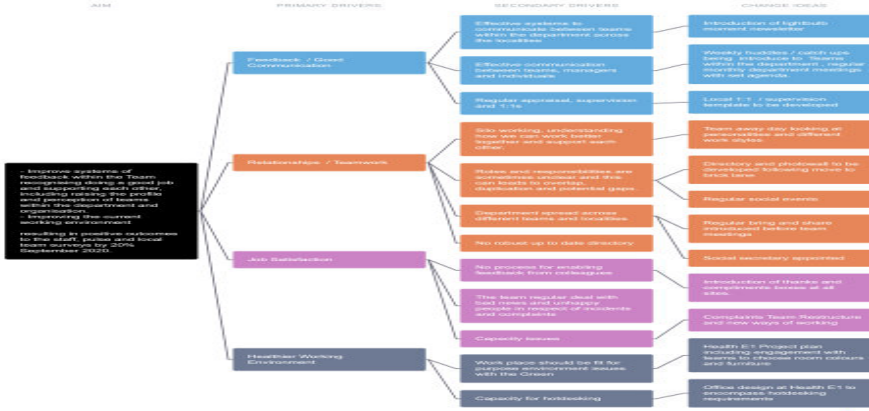 AIM
PRIMARY DRIVERS
SECONDARY DRIVERS
CHANGE IDEAS
- Improve systems of
feedback within the Team
recognising doing a good job
and supporting each other,
including raising the profile
and perception of teams
within the department and
organisation.
- Improving the current
working environment
resulting in positive outcomes
to the staff, pulse and local
team surveys by 20%
September 2020.
Feedback / Good
Communication
Relationships / Teamwork
Job Satisfaction
Healthier Working
Environment
Effective systems to
communicate between teams
within the department across
the localities
Effective communication
between teams, managers
and individuals
Regular appraisal, supervision
and 1:1s
Silo working, understanding
how we can work better
together and support each
other.
Roles and responsibilities are
sometimes unclear and this
can leads to overlap,
duplication and potential gaps.
Department spread across
different teams and localities
No robust up to date directory
No process for enabling
feedback from colleagues
The team regular deal with
bad news and unhappy
people in respect of incidents
and complaints
Capacity issues
Work place should be fit for
purpose environment issues
with the Green
Capacity for hotdesking
Introduction of lightbulb
moment newsletter
Weekly huddles / catch ups
being introduce to Teams
within the department , regular
monthly department meetings
with set agenda.
Local 1:1 / supervision
template to be developed
Team away day looking at
personalities and different
work styles.
Directory and photowall to be
developed following move to
brick lane
Regular social events
Regular bring and share
introduced before team
meetings
Social secretary appointed
Introduction of thanks and
compliments boxes at all
sites.
Complaints Team Restructure
and new ways of working
Health E1 Project plan
including engagement with
teams to choose room colours
and furniture
Office design at Health E1 to
encompass hotdesking
requirements